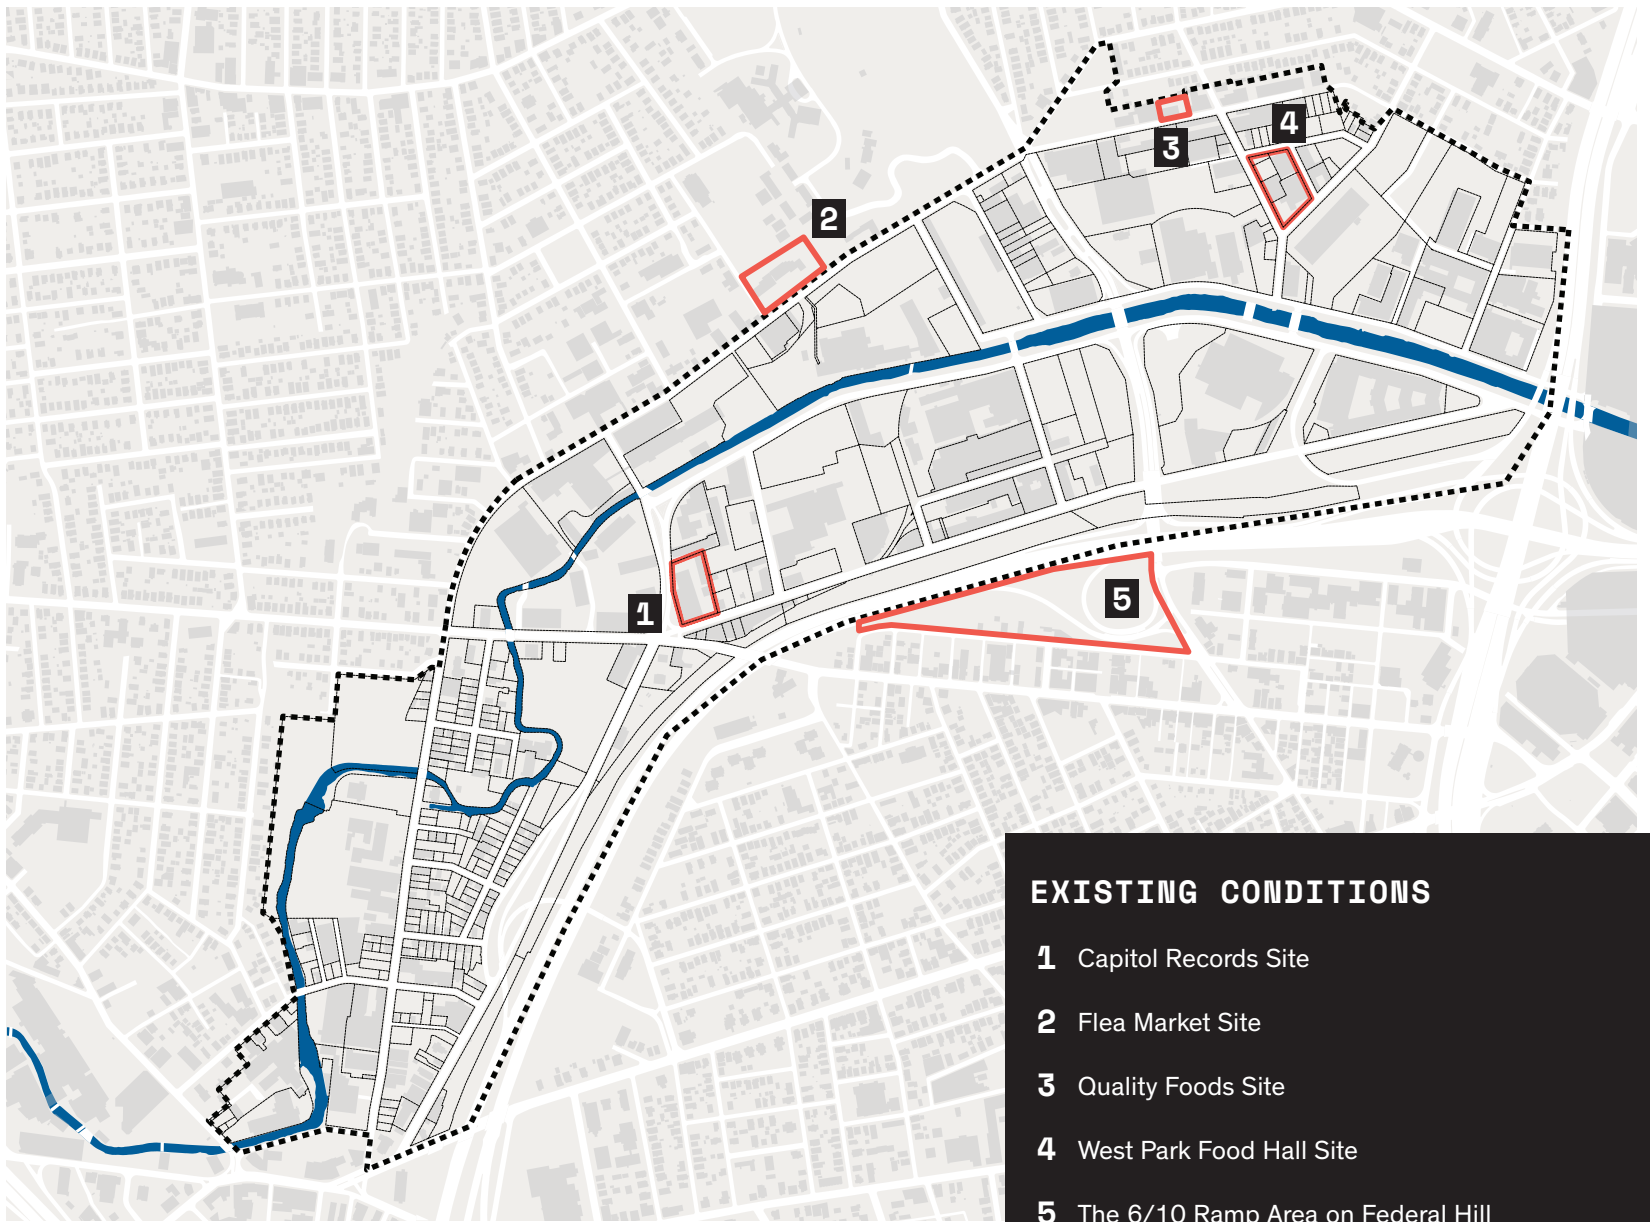 3
4
2
1
5
EXISTING CONDITIONS
1 Capitol Records Site
2 Flea Market Site
3 Quality Foods Site
4 West Park Food Hall Site
5 The 6/10 Ramp Area on Federal Hill